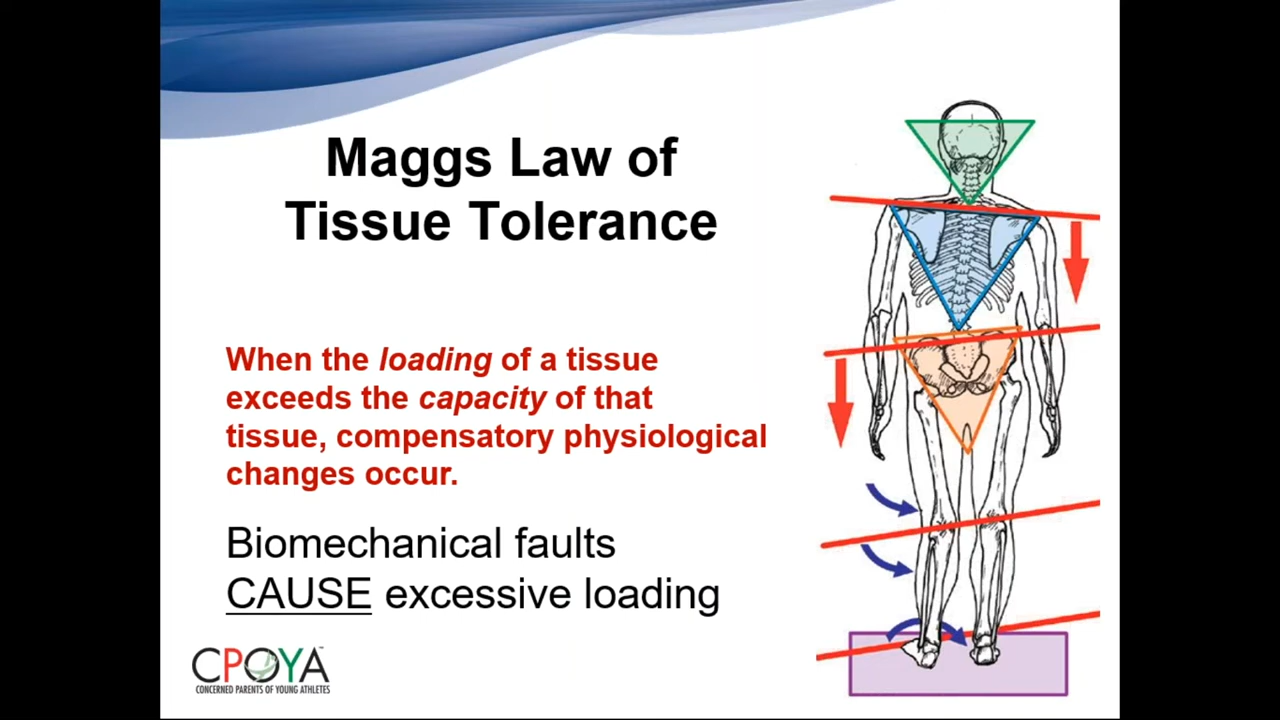 Maggs Law of
Tissue Tolerance
When the loading of a tissue
exceeds the capacity of that
tissue, compensatory physiological
changes occur.
Biomechanical faults
CAUSE excessive loading
CPOYA™
CONCERNED PARENTS OF YOUNG ATHLETES